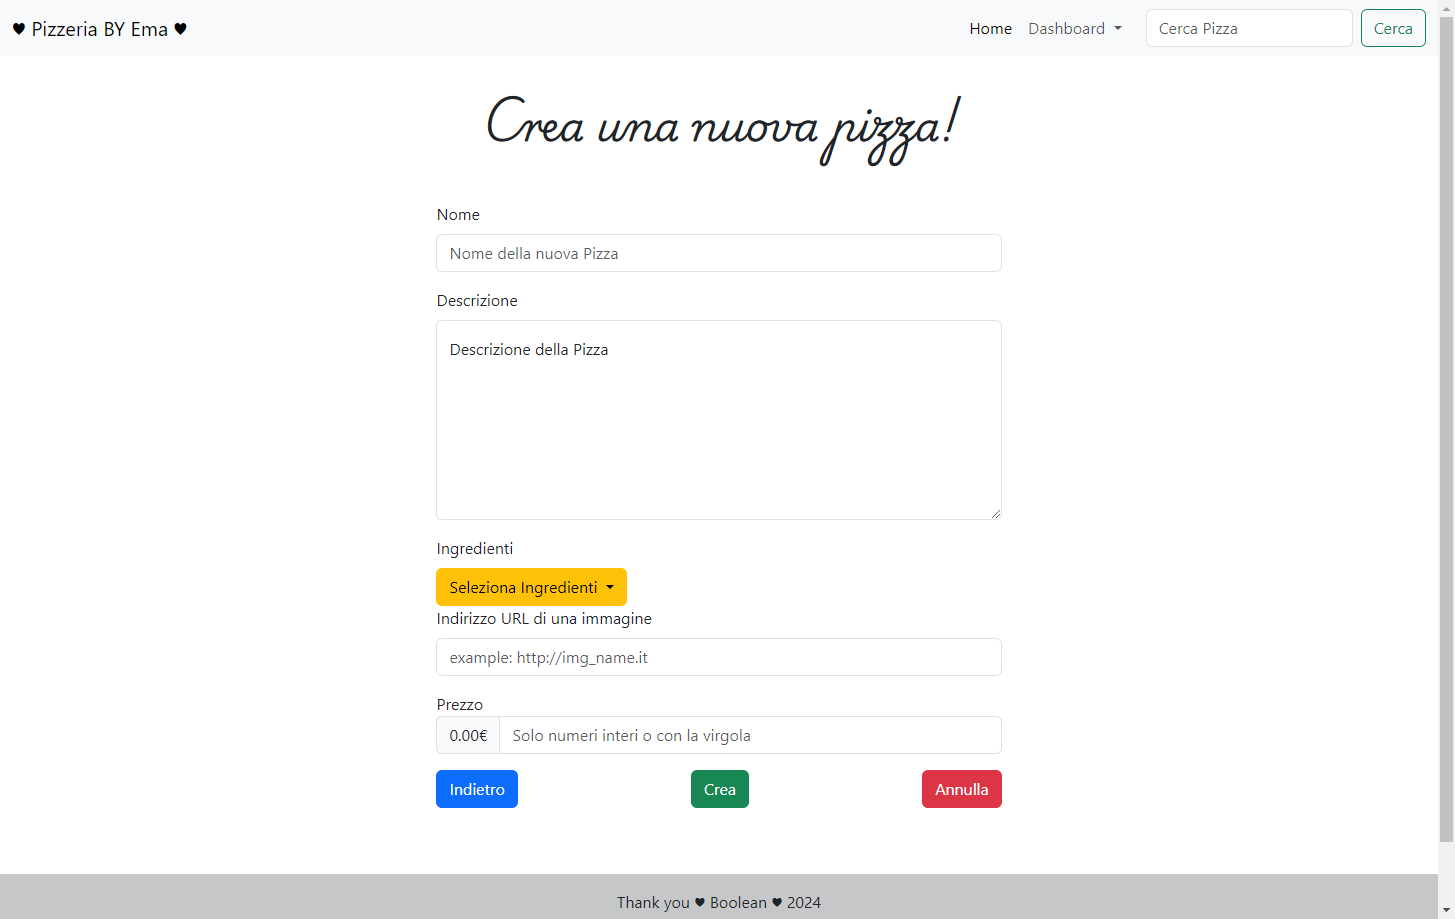 ♥ Pizzeria BY Ema ♥ Home Dashboard Cerca Pizza Cerca
Crea una nuova pizza!
Nome
Nome della nuova Pizza
Descrizione
Descrizione della Pizza
Ingredienti
Seleziona Ingredienti
Indirizzo URL di una immagine
example: http://img_name.it
Prezzo
0.00€ Solo numeri interi o con la virgola
Indietro Crea Annulla
Thank you ♥ Boolean ♥ 2024